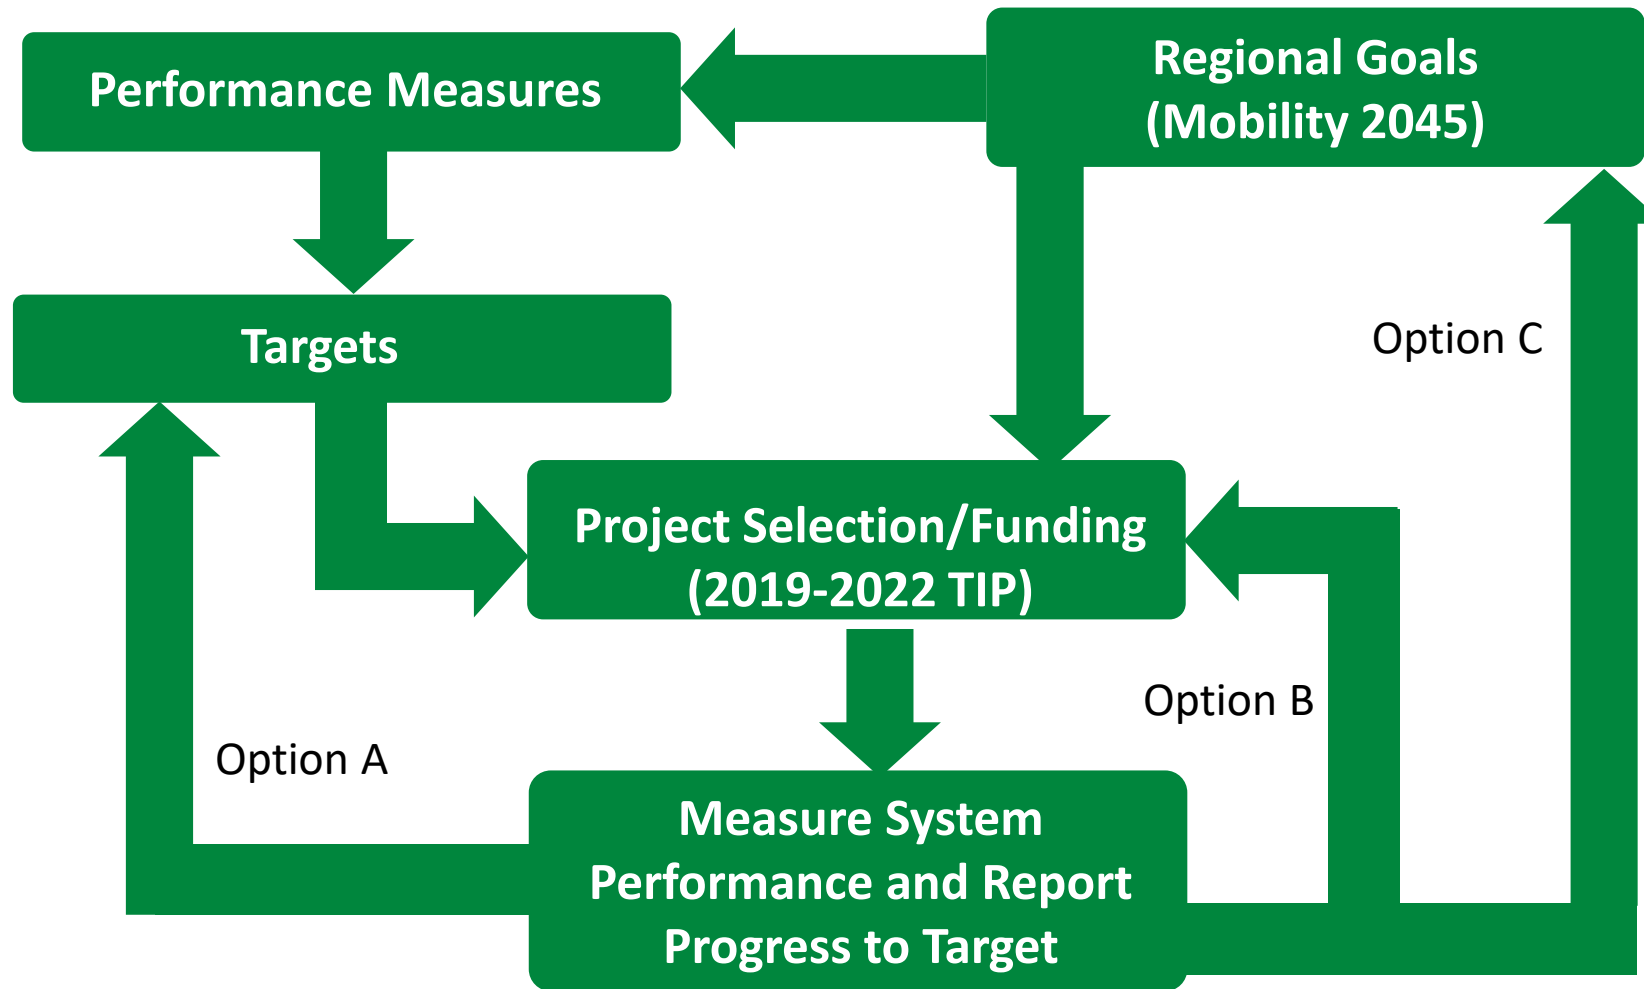 Performance Measures
Regional Goals
(Mobility 2045)
Targets
Option C
Project Selection/Funding
(2019-2022 TIP)
Option B
Option A
Measure System
Performance and Report
Progress to Target